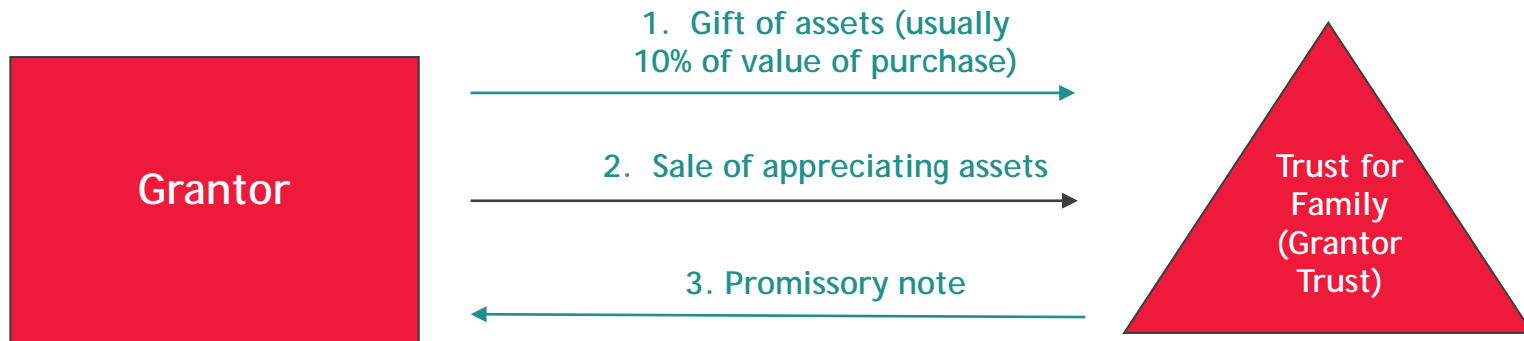 1. Gift of assets (usually
10% of value of purchase)
Grantor
2. Sale of appreciating assets
3. Promissory note
Trust for
Family
(Grantor
Trust)